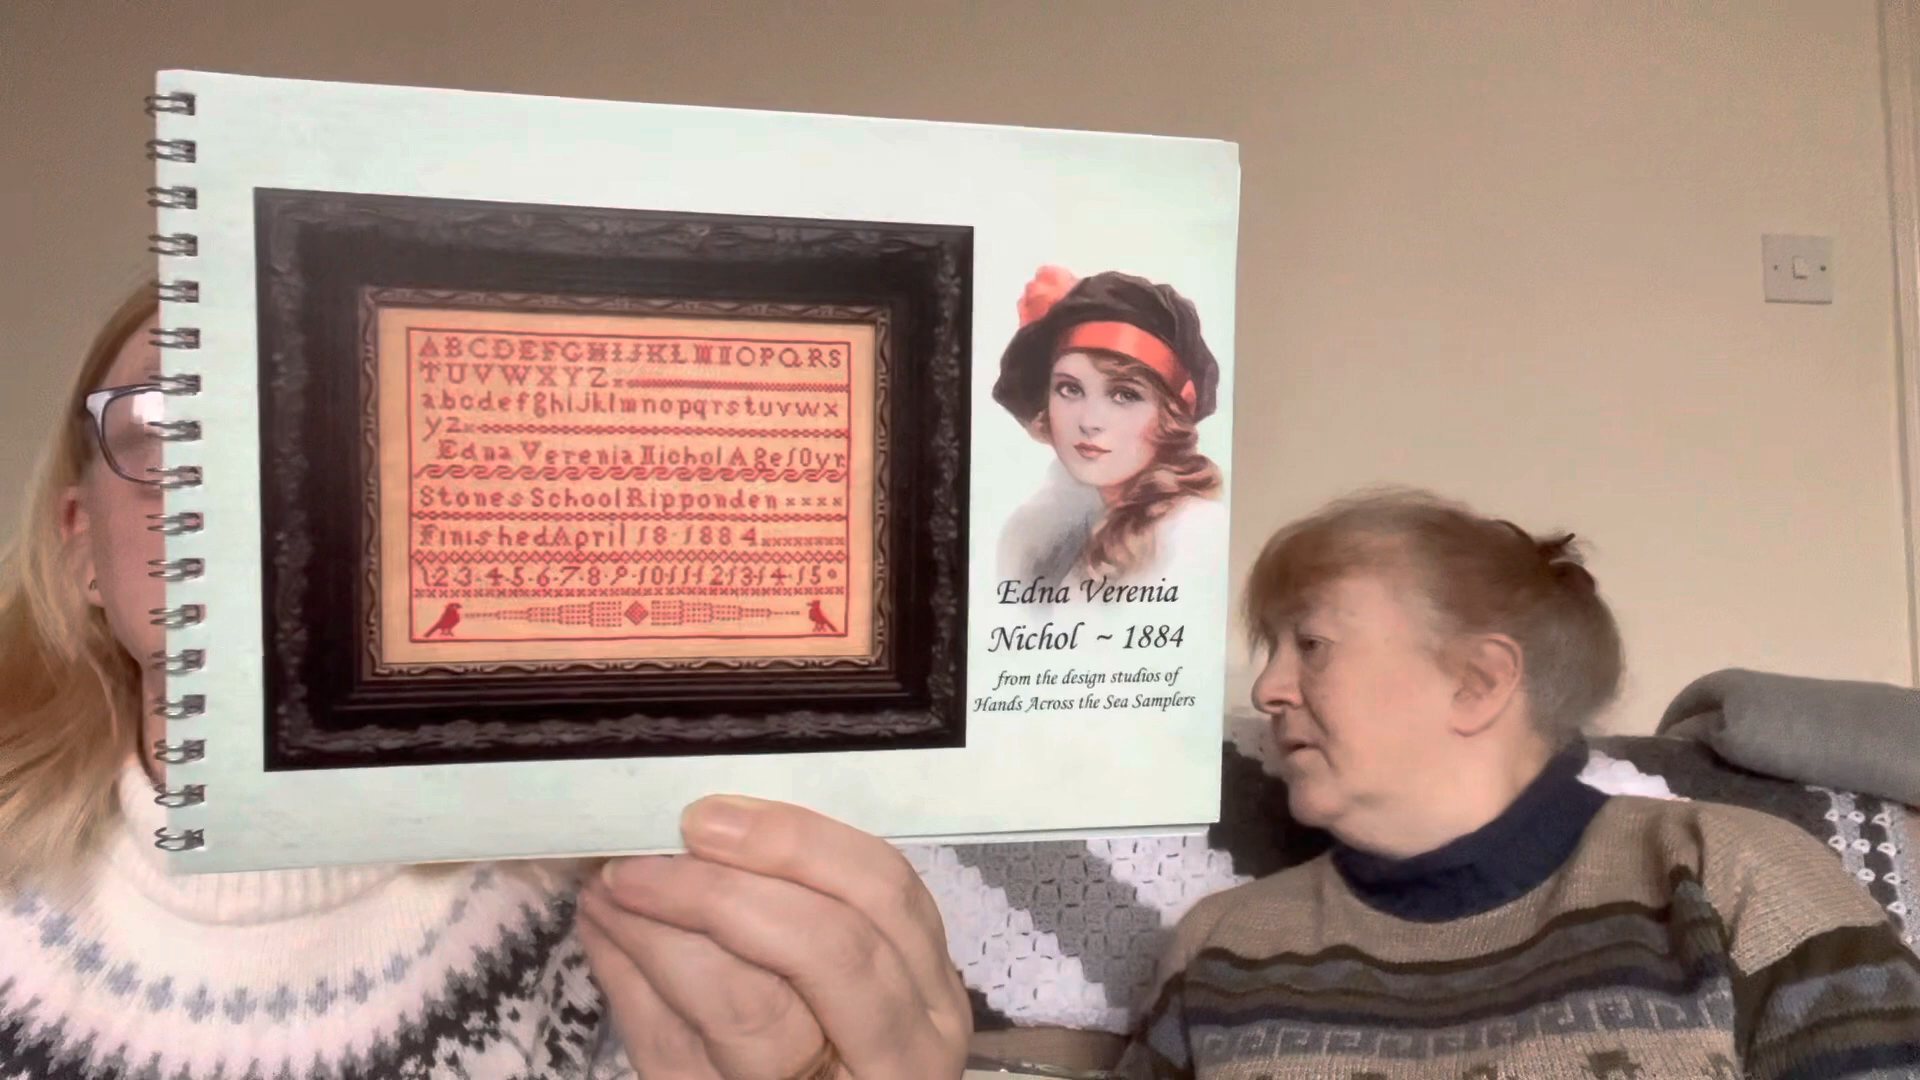 ABCDEFGHIJKLMNOPQRS
TUVWXYZ
abcdefghijklmnopqrstuvwx
yz
Edna Verenia Nichol Age 10 yr
Stones School Ripponden
Finished April 18 1884
1 2 3 4 5 6 7 8 9 10 11 12 13 14 15
Edna Verenia
Nichol ~ 1884
from the design studios of
Hands Across the Sea Samplers